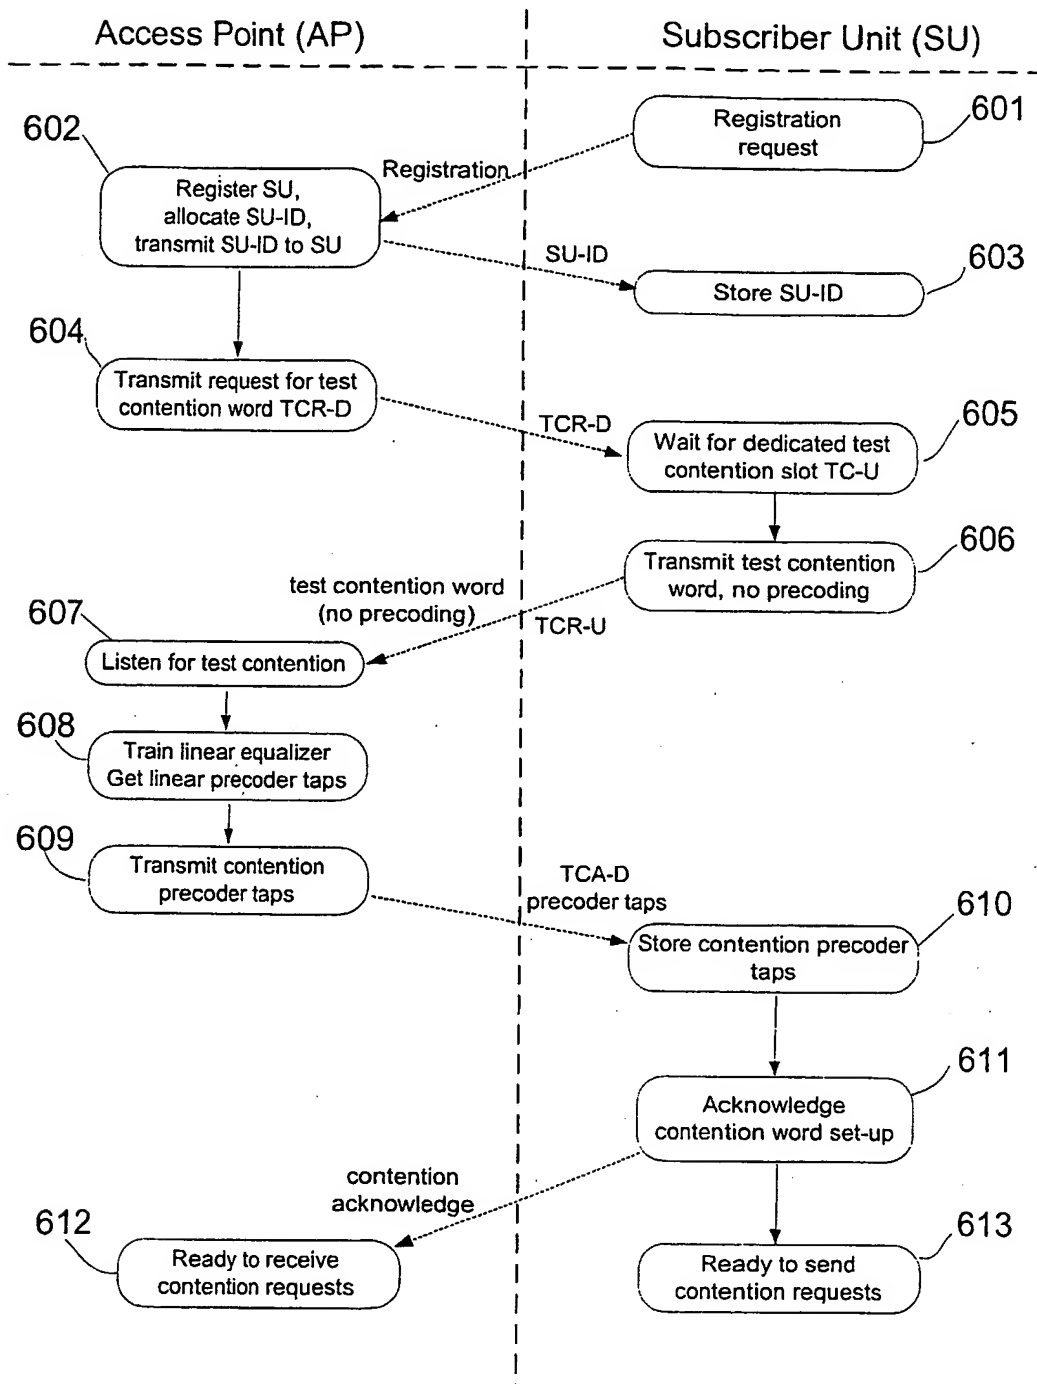 Access Point (AP)
Subscriber Unit (SU)
601
Registration
request
602
Registration
Register SU,
allocate SU-ID,
transmit SU-ID to SU
SU-ID
603
Store SU-ID
604
Transmit request for test
contention word TCR-D
TCR-D
605
Wait for dedicated test
contention slot TC-U
606
Transmit test contention
word, no precoding
test contention word
(no precoding)
TCR-U
607
Listen for test contention
608
Train linear equalizer
Get linear precoder taps
609
Transmit contention
precoder taps
TCA-D
precoder taps
610
Store contention precoder
taps
611
Acknowledge
contention word set-up
contention
acknowledge
612
Ready to receive
contention requests
613
Ready to send
contention requests